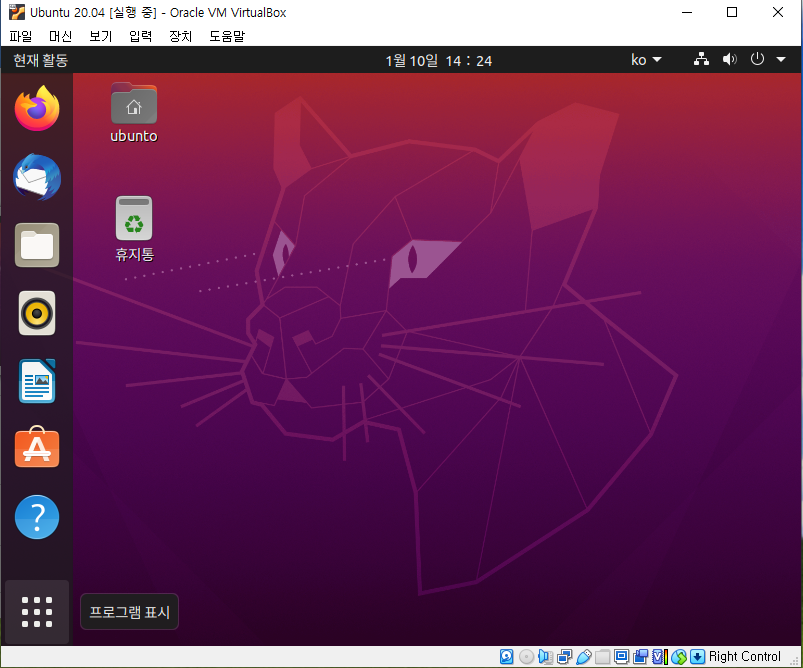 Ubuntu 20.04 [실행 중] - Oracle VM VirtualBox
파일 머신 보기 입력 장치 도움말
현재 활동 1월 10일 14 : 24 ko
ubunto
휴지통
프로그램 표시
Right Control